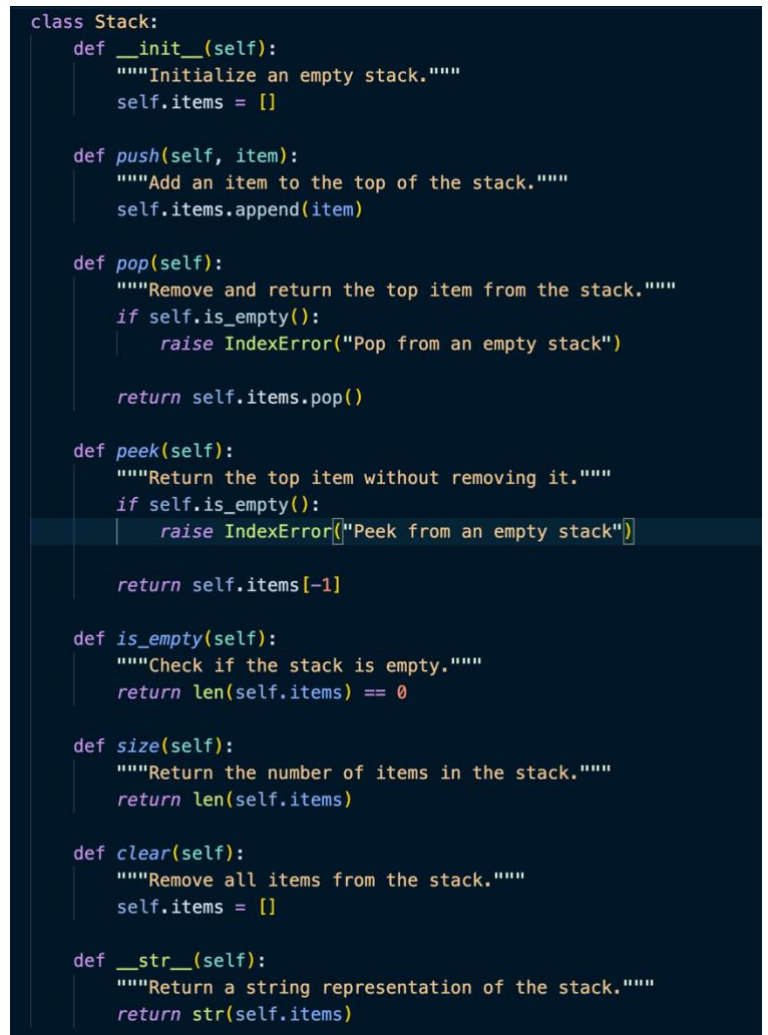 class Stack:
    def __init__(self):
        """Initialize an empty stack."""
        self.items = []

    def push(self, item):
        """Add an item to the top of the stack."""
        self.items.append(item)

    def pop(self):
        """Remove and return the top item from the stack."""
        if self.is_empty():
            raise IndexError("Pop from an empty stack")

        return self.items.pop()

    def peek(self):
        """Return the top item without removing it."""
        if self.is_empty():
            raise IndexError("Peek from an empty stack")

        return self.items[-1]

    def is_empty(self):
        """Check if the stack is empty."""
        return len(self.items) == 0

    def size(self):
        """Return the number of items in the stack."""
        return len(self.items)

    def clear(self):
        """Remove all items from the stack."""
        self.items = []

    def __str__(self):
        """Return a string representation of the stack."""
        return str(self.items)